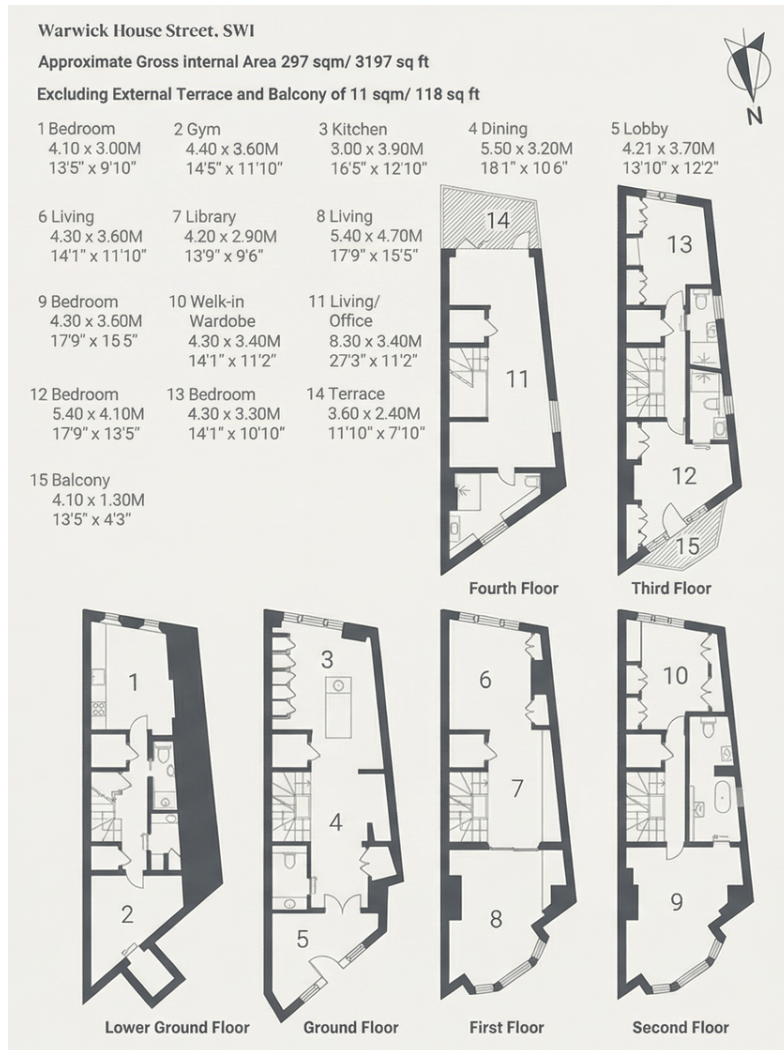 Warwick House Street, SW1
Approximate Gross internal Area 297 sqm/ 3197 sq ft
Excluding External Terrace and Balcony of 11 sqm/ 118 sq ft
N
1 Bedroom
4.10 x 3.00M
13'5" x 9'10"
2 Gym
4.40 x 3.60M
14'5" x 11'10"
3 Kitchen
3.00 x 3.90M
16'5" x 12'10"
4 Dining
5.50 x 3.20M
181" x 10 6"
5 Lobby
4.21 x 3.70M
13'10" x 12'2"
6 Living
4.30 x 3.60M
14'1" x 11'10"
7 Library
4.20 x 2.90M
13'9" x 9'6"
8 Living
5.40 x 4.70M
17'9" x 15'5"
9 Bedroom
4.30 x 3.60M
17'9" x 15 5"
10 Welk-in
Wardobe
4.30 x 3.40M
14'1" x 11'2"
11 Living/
Office
8.30 x 3.40M
27'3" x 11'2"
12 Bedroom
5.40 x 4.10M
17'9" x 13'5"
13 Bedroom
4.30 x 3.30M
14'1" x 10'10"
14 Terrace
3.60 x 2.40M
11'10" x 7'10"
15 Balcony
4.10 x 1.30M
13'5" x 4'3"
14
11
Fourth Floor
13
12
15
Third Floor
1
2
Lower Ground Floor
3
4
5
Ground Floor
6
7
8
First Floor
10
9
Second Floor